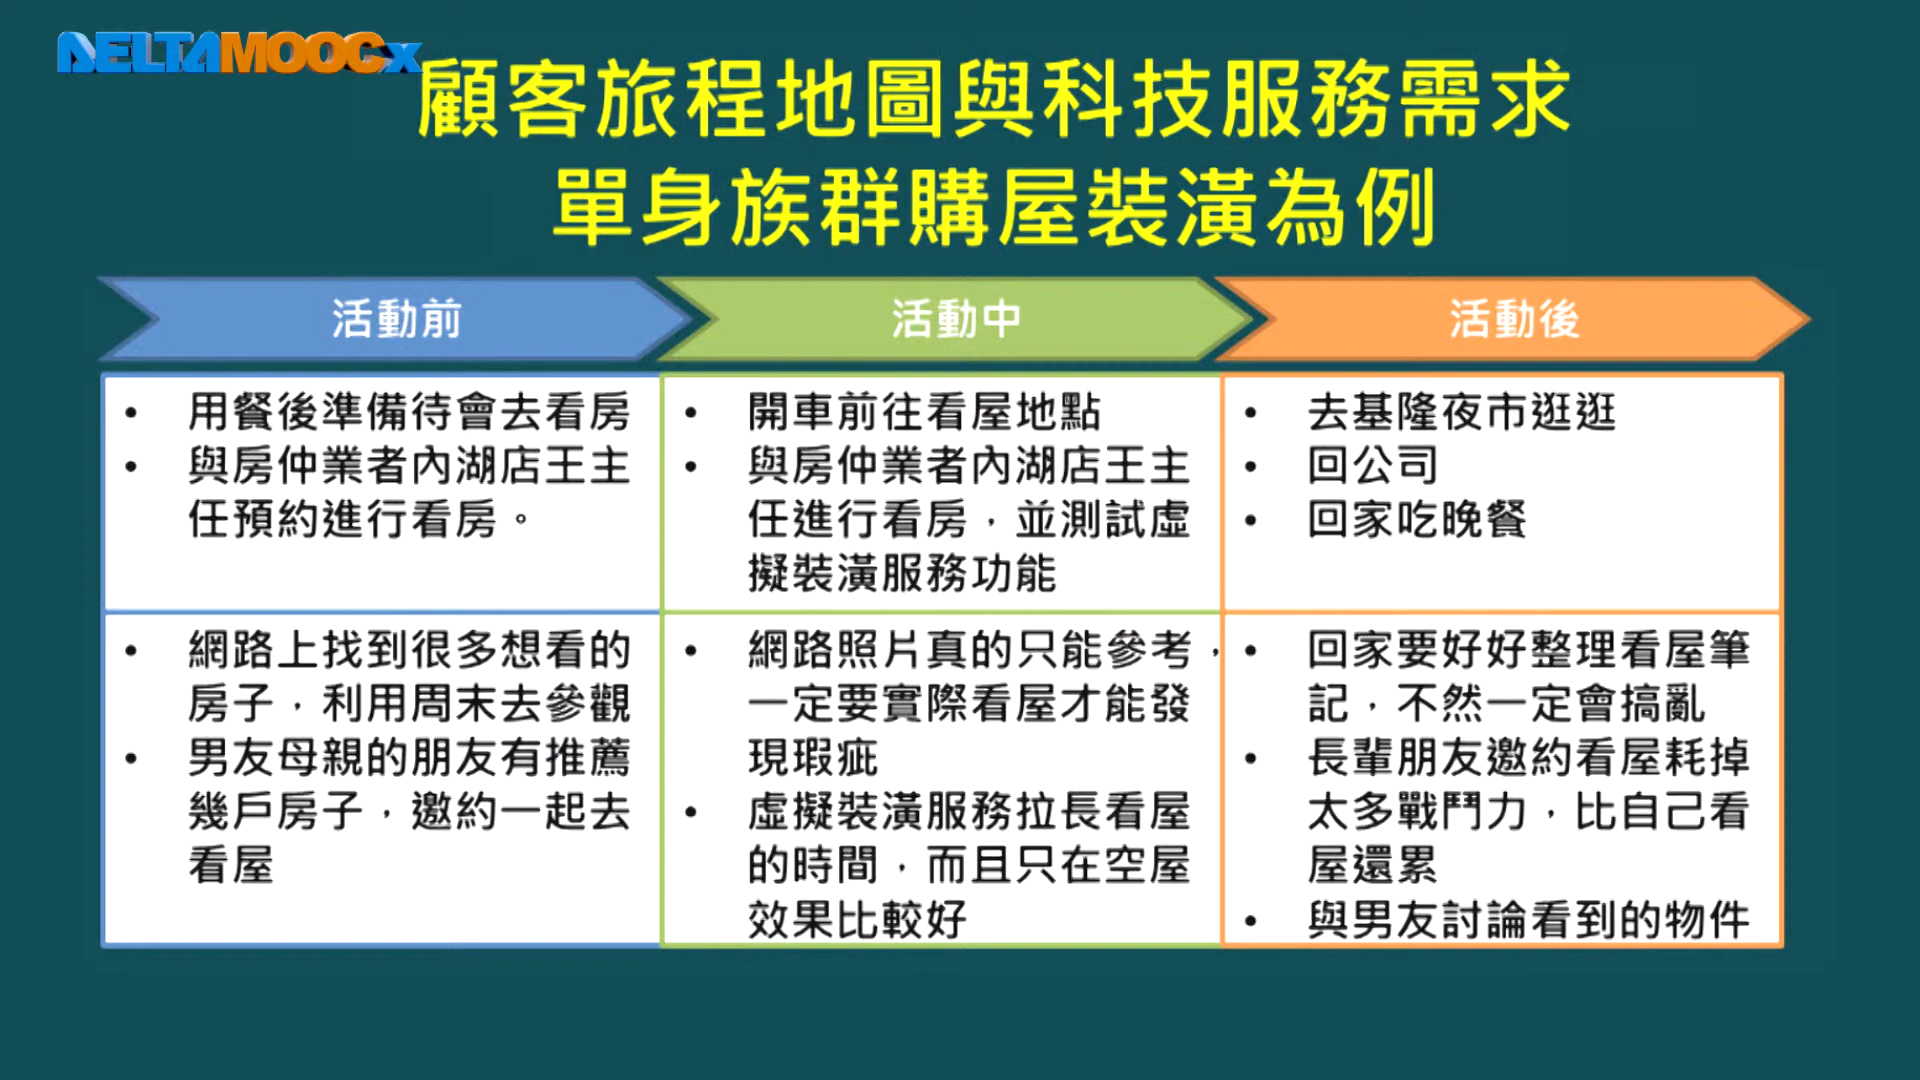 DELTAMOOCx
顧客旅程地圖與科技服務需求
單身族群購屋裝潢為例
活動前
活動中
活動後
• 用餐後準備待會去看房
• 與房仲業者內湖店王主
任預約進行看房。
• 開車前往看屋地點
• 與房仲業者內湖店王主
任進行看房，並測試虛
擬裝潢服務功能
• 去基隆夜市逛逛
• 回公司
• 回家吃晚餐
• 網路上找到很多想看的
房子，利用周末去參觀
• 男友母親的朋友有推薦
幾戶房子，邀約一起去
看屋
• 網路照片真的只能參考，
一定要實際看屋才能發
現瑕疵
• 虛擬裝潢服務拉長看屋
的時間，而且只在空屋
效果比較好
• 回家要好好整理看屋筆
記，不然一定會搞亂
• 長輩朋友邀約看屋耗掉
太多戰鬥力，比自己看
屋還累
• 與男友討論看到的物件